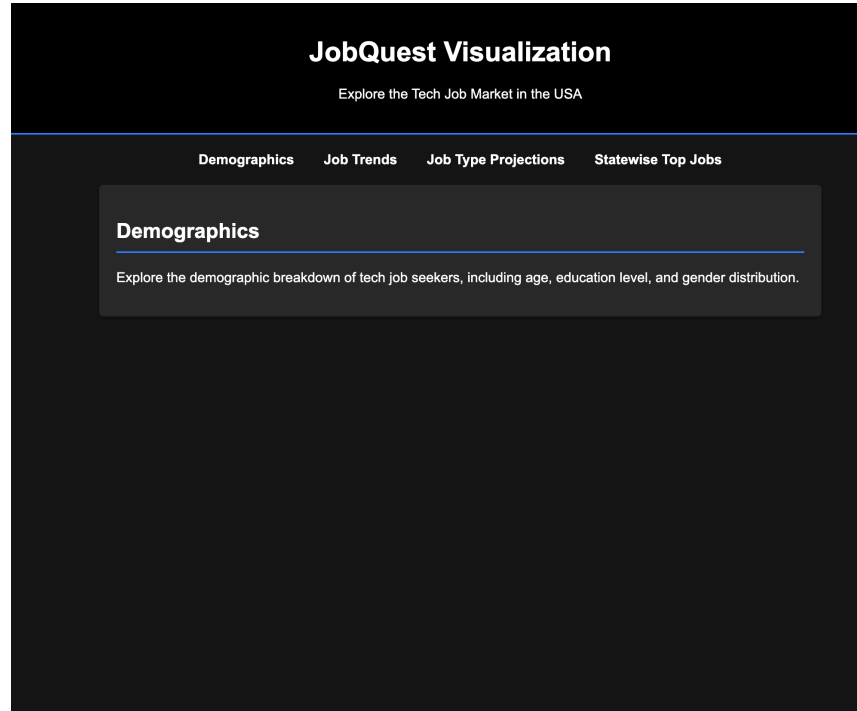 JobQuest Visualization
Explore the Tech Job Market in the USA
Demographics Job Trends Job Type Projections Statewise Top Jobs
Demographics
Explore the demographic breakdown of tech job seekers, including age, education level, and gender distribution.